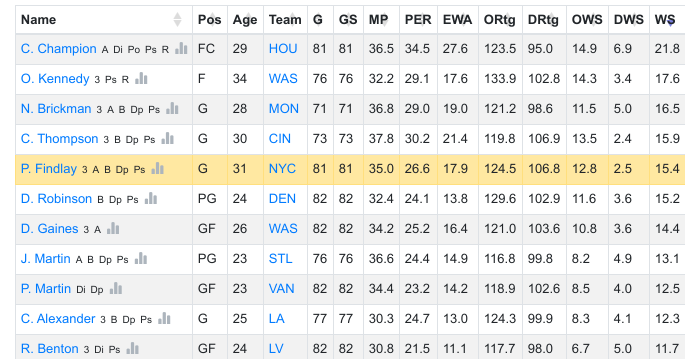 Name Pos Age Team G GS MP PER EWA ORtg DRtg OWS DWS WS
C. Champion A Di Po Ps R FC 29 HOU 81 81 36.5 34.5 27.6 123.5 95.0 14.9 6.9 21.8
O. Kennedy 3 Ps R F 34 WAS 76 76 32.2 29.1 17.6 133.9 102.8 14.3 3.4 17.6
N. Brickman 3 A B Dp Ps G 28 MON 71 71 36.8 29.0 19.0 121.2 98.6 11.5 5.0 16.5
C. Thompson 3 B Dp Ps G 30 CIN 73 73 37.8 30.2 21.4 119.8 106.9 13.5 2.4 15.9
P. Findlay 3 A B Dp Ps G 31 NYC 81 81 35.0 26.6 17.9 124.5 106.8 12.8 2.5 15.4
D. Robinson B Dp Ps PG 24 DEN 82 82 32.4 24.1 13.8 129.6 102.9 11.6 3.6 15.2
D. Gaines 3 A GF 26 WAS 82 82 34.2 25.2 16.4 121.0 103.6 10.8 3.6 14.4
J. Martin A B Dp Ps PG 23 STL 76 76 36.6 24.4 14.9 116.8 99.8 8.2 4.9 13.1
P. Martin Di Dp GF 23 VAN 82 82 34.4 23.2 14.2 118.9 102.6 8.5 4.0 12.5
C. Alexander 3 B Dp Ps G 25 LA 77 77 30.3 24.7 13.0 124.3 99.9 8.3 4.1 12.3
R. Benton 3 Di Ps GF 24 LV 82 82 30.8 21.5 11.1 117.7 98.0 6.7 5.0 11.7